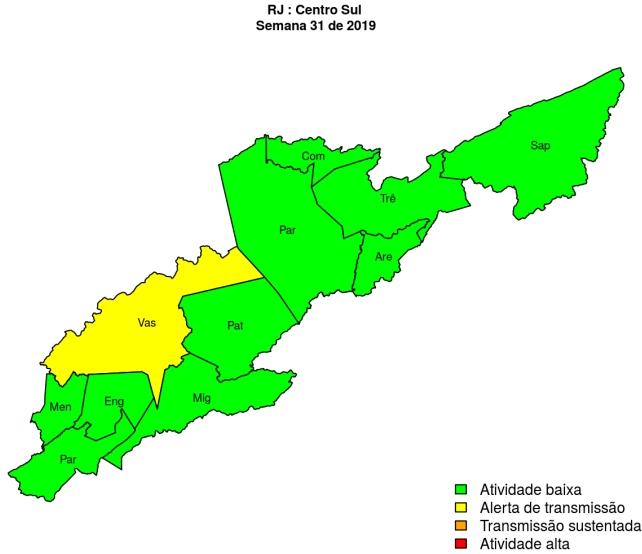 RJ : Centro Sul
Semana 31 de 2019
Sap
Com
Trê
Par
Are
Vas
Pat
Men
Eng
Mig
Par
Atividade baixa
Alerta de transmissão
Transmissão sustentada
Atividade alta